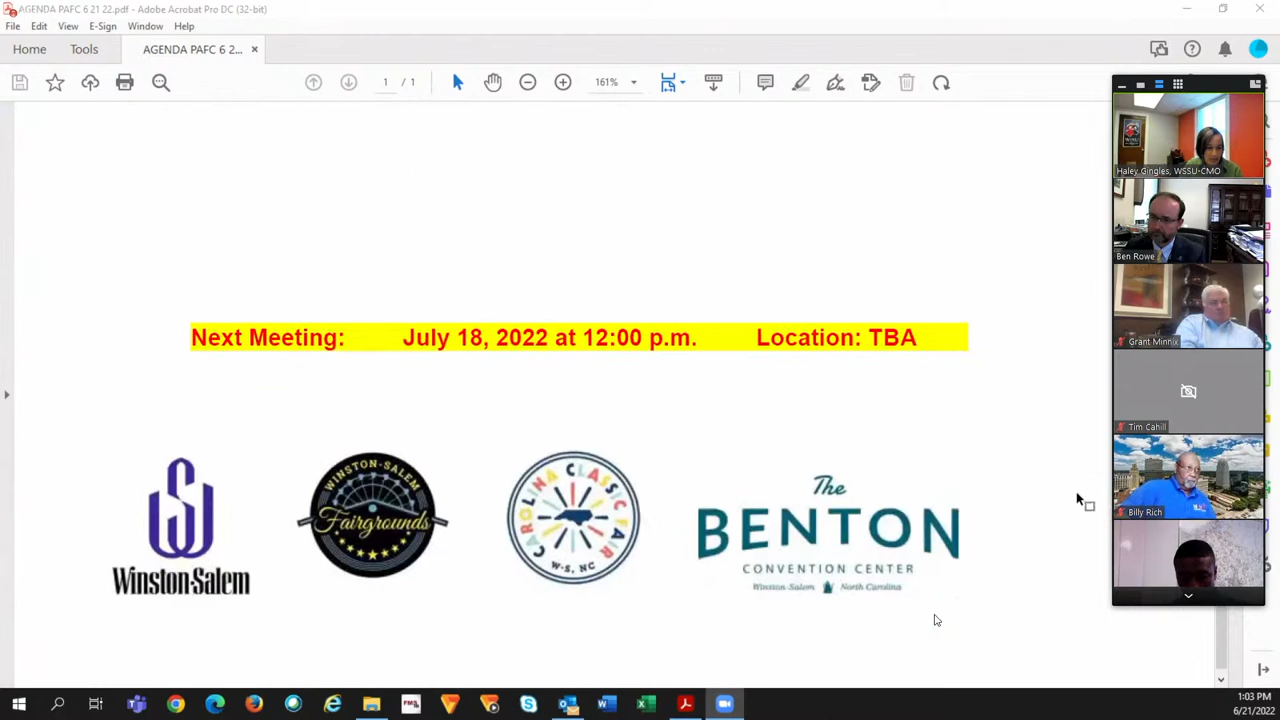 AGENDA PAFC 6 21 22.pdf - Adobe Acrobat Pro DC (32-bit)
File Edit View E-Sign Window Help
Home Tools AGENDA PAFC 6 2... ×
1 / 1 161%
Haley Gingles, WSSU-CMO
Ben Rowe
Grant Minnix
Tim Cahill
Billy Rich
Next Meeting: July 18, 2022 at 12:00 p.m. Location: TBA
Winston-Salem
WINSTON-SALEM
Fairgrounds
CAROLINA CLASSIC FAIR
W-S, NC
The
BENTON
CONVENTION CENTER
Winston-Salem North Carolina
1:03 PM
6/21/2022